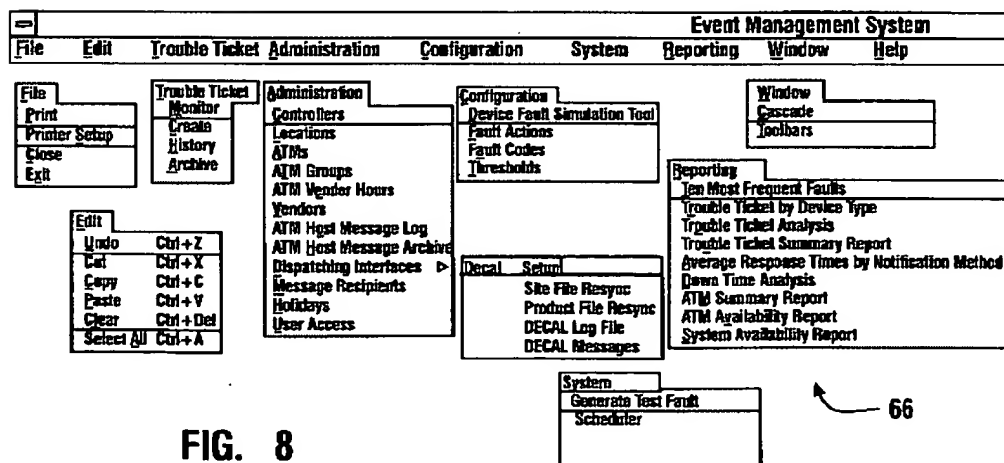 Event Management System
File Edit Trouble Ticket Administration Configuration System Reporting Window Help
File
Print
Printer Setup
Close
Exit
Trouble Ticket
Monitor
Create
History
Archive
Administration
Controllers
Locations
ATMs
ATM Groups
ATM Vender Hours
Vendors
ATM Host Message Log
ATM Host Message Archive
Dispatching Interfaces
Message Recipients
Holidays
User Access
Configuration
Device Fault Simulation Tool
Fault Actions
Fault Codes
Thresholds
Window
Cascade
Toolbars
Reporting
Ten Most Frequent Faults
Trouble Ticket by Device Type
Trouble Ticket Analysis
Trouble Ticket Summary Report
Average Response Times by Notification Method
Down Time Analysis
ATM Summary Report
ATM Availability Report
System Availability Report
Edit
Undo Ctrl+Z
Cut Ctrl+X
Copy Ctrl+C
Paste Ctrl+V
Clear Ctrl+Del
Select All Ctrl+A
Decal Setup
Site File Resync
Product File Resync
DECAL Log File
DECAL Messages
System
Generate Test Fault
Scheduler
66
FIG. 8